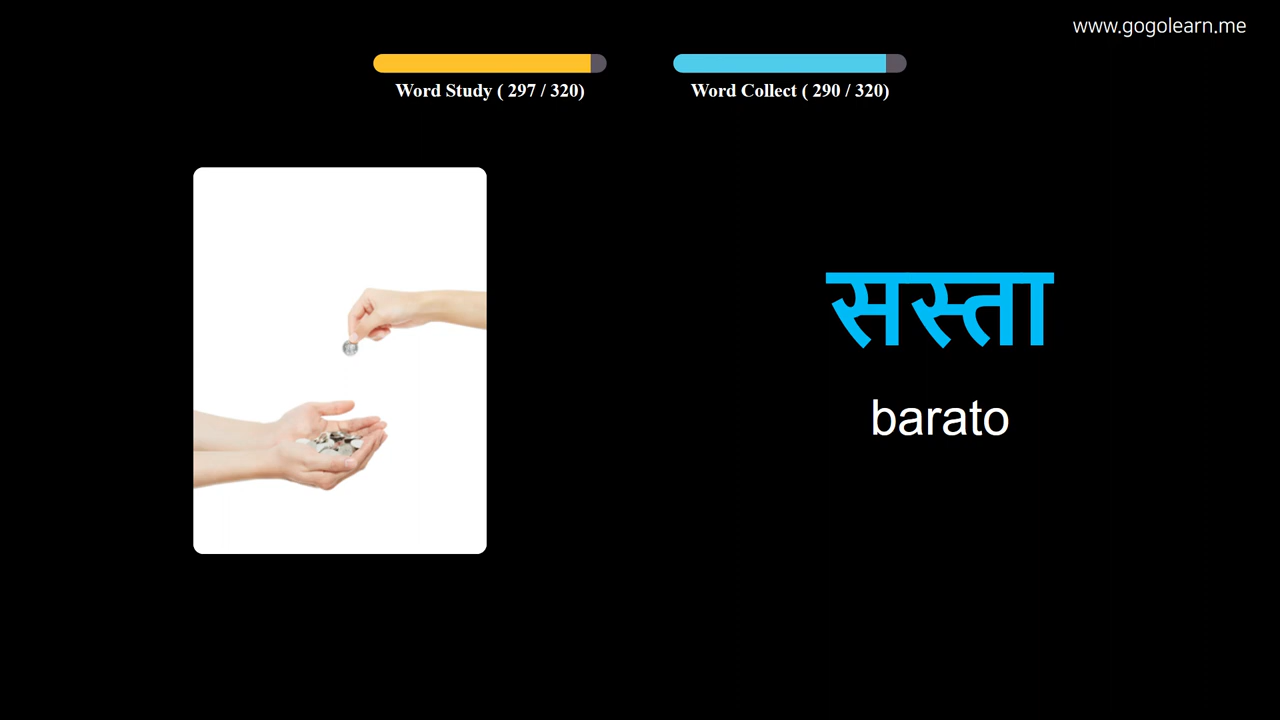 www.gogolearn.me
Word Study ( 297 / 320)
Word Collect ( 290 / 320)
सस्ता
barato